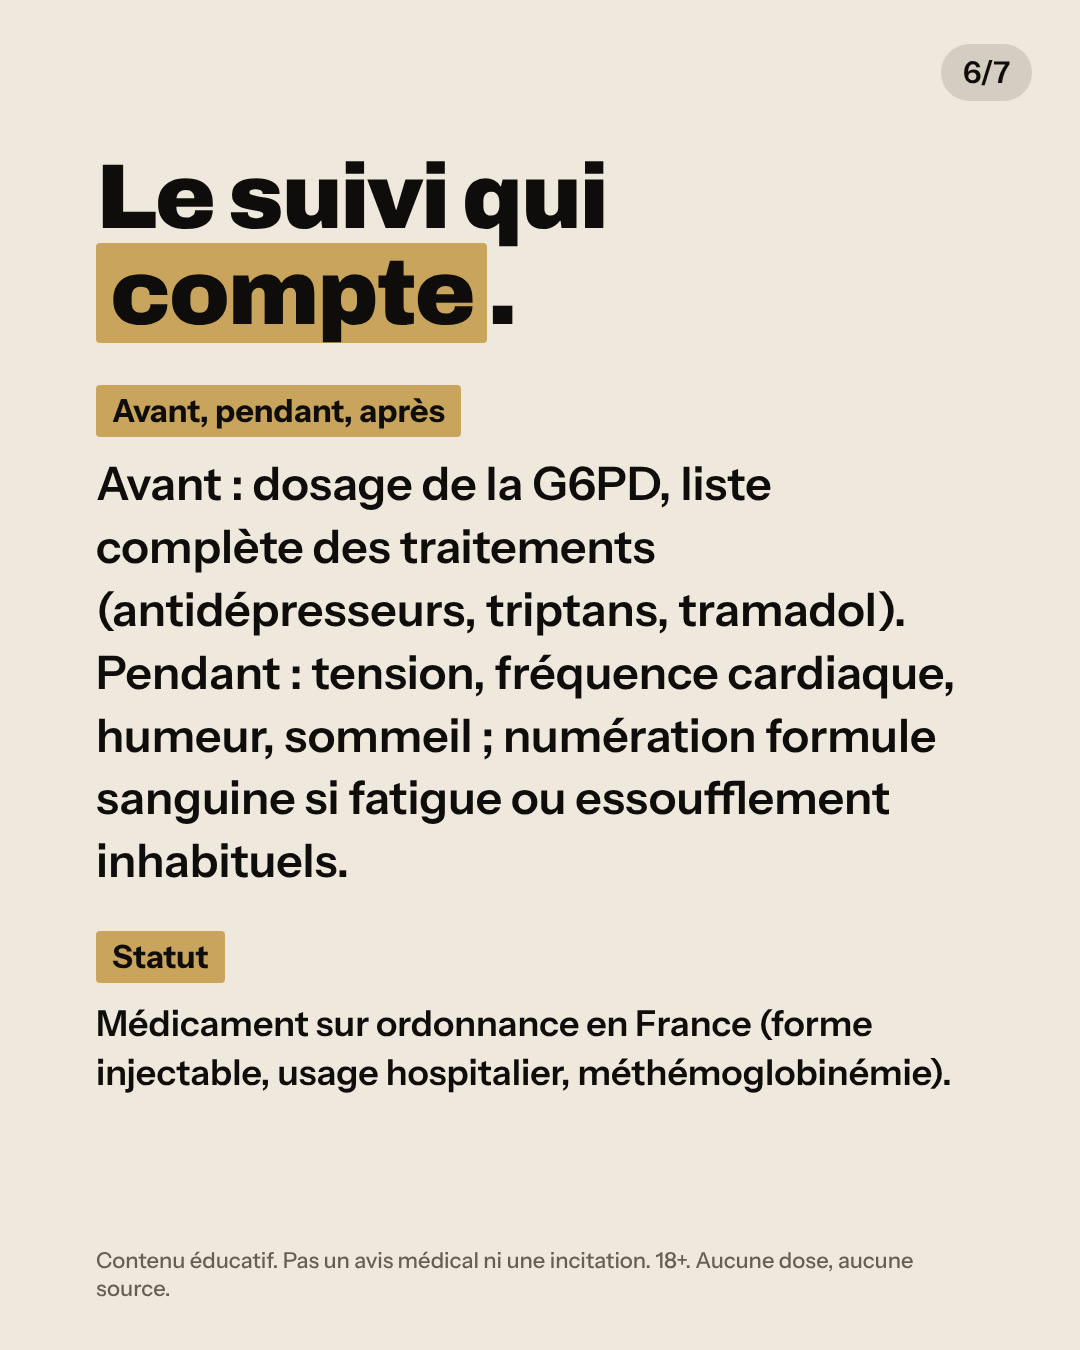 6/7
Le suivi qui
compte.
Avant, pendant, après
Avant : dosage de la G6PD, liste
complète des traitements
(antidépresseurs, triptans, tramadol).
Pendant : tension, fréquence cardiaque,
humeur, sommeil ; numération formule
sanguine si fatigue ou essoufflement
inhabituels.
Statut
Médicament sur ordonnance en France (forme
injectable, usage hospitalier, méthémoglobinémie).
Contenu éducatif. Pas un avis médical ni une incitation. 18+. Aucune dose, aucune
source.